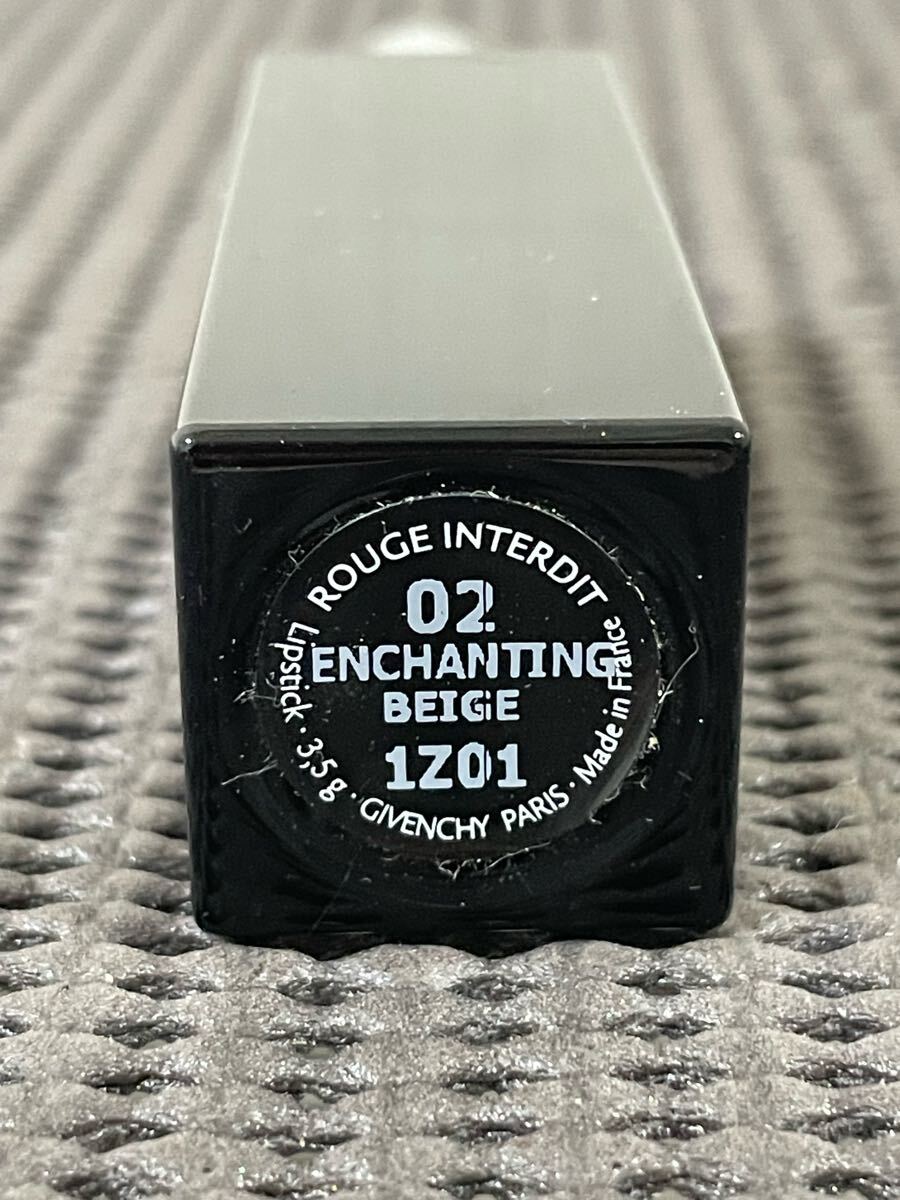 ROUGE INTERDIT
02
ENCHANTING
BEIGE
1Z01
Lipstick · 3,5 g · GIVENCHY PARIS · Made in France